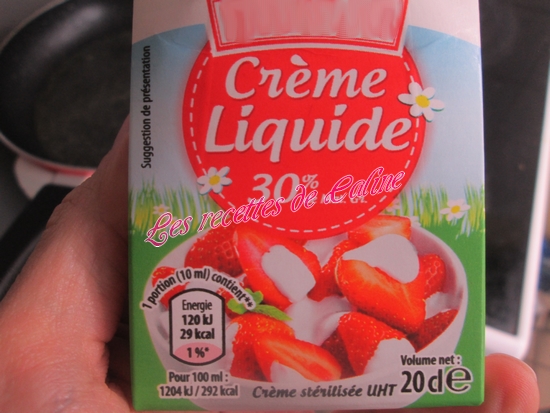 Suggestion de présentation
Crème
Liquide
30%
Les recettes de Celine
1 portion (10 ml) contient**
Energie
120 kJ
29 kcal
1 %*
Pour 100 ml :
1204 kJ / 292 kcal
Crème stérilisée UHT
Volume net :
20 cl e